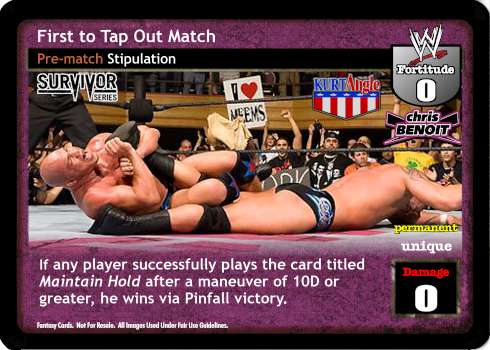 First to Tap Out Match
Pre-match Stipulation
W
Fortitude
0
SURVIVOR
SERIES
KURT Angle
chris
BENOIT
I ♥
MEEMS
permanent
unique
Damage
0
If any player successfully plays the card titled
Maintain Hold after a maneuver of 10D or
greater, he wins via Pinfall victory.
Fantasy Cards. Not For Resale. All Images Used Under Fair Use Guidelines.